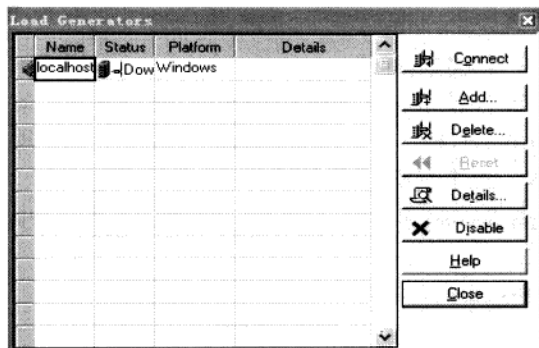 Load Generators
Name Status Platform Details
localhost Dow Windows
Connect
Add...
Delete...
Reset
Details...
Disable
Help
Close